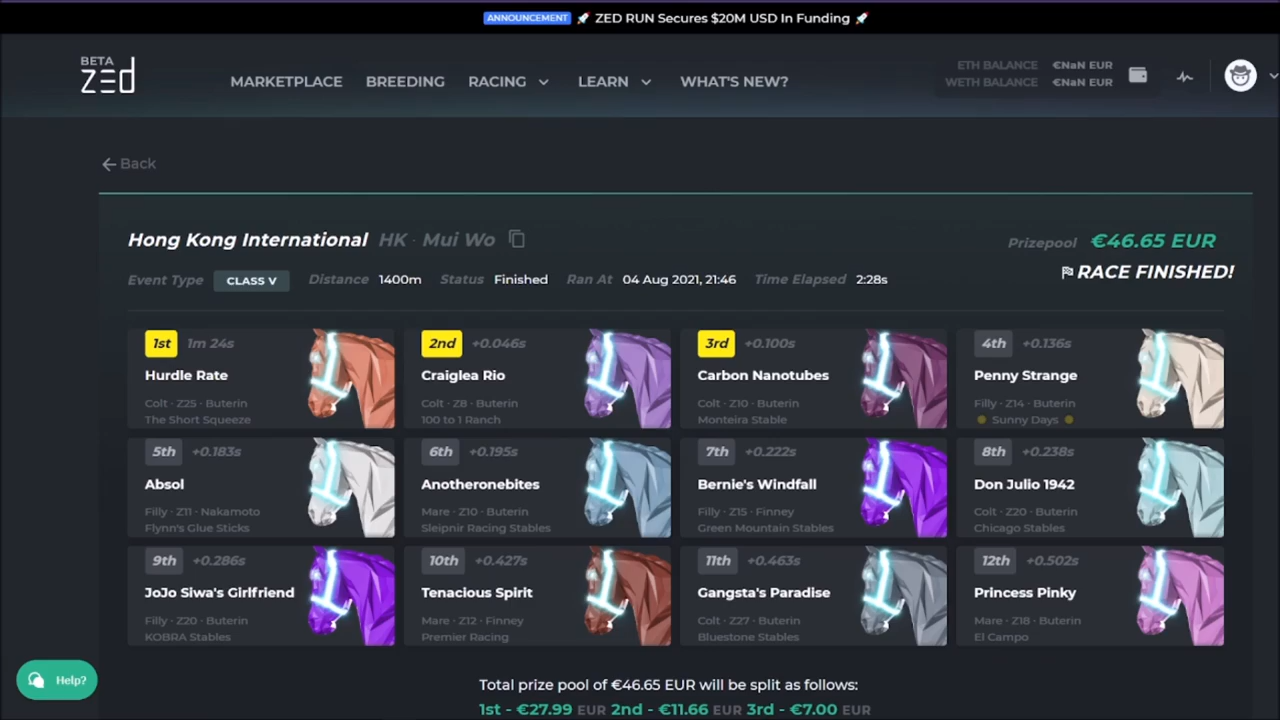 ANNOUNCEMENT 🚀 ZED RUN Secures $20M USD In Funding 🚀
BETA
zed
MARKETPLACE BREEDING RACING LEARN WHAT'S NEW?
ETH BALANCE €NaN EUR
WETH BALANCE €NaN EUR
← Back
Hong Kong International HK · Mui Wo
Prizepool €46.65 EUR
Event Type CLASS V Distance 1400m Status Finished Ran At 04 Aug 2021, 21:46 Time Elapsed 2:28s
RACE FINISHED!
1st 1m 24s
Hurdle Rate
Colt · Z25 · Buterin
The Short Squeeze
2nd +0.046s
Craiglea Rio
Colt · Z8 · Buterin
100 to 1 Ranch
3rd +0.100s
Carbon Nanotubes
Colt · Z10 · Buterin
Monteira Stable
4th +0.136s
Penny Strange
Filly · Z14 · Buterin
Sunny Days
5th +0.183s
Absol
Filly · Z11 · Nakamoto
Flynn's Glue Sticks
6th +0.195s
Anotheronebites
Mare · Z10 · Buterin
Sleipnir Racing Stables
7th +0.222s
Bernie's Windfall
Filly · Z15 · Finney
Green Mountain Stables
8th +0.238s
Don Julio 1942
Colt · Z20 · Buterin
Chicago Stables
9th +0.286s
JoJo Siwa's Girlfriend
Filly · Z20 · Buterin
KOBRA Stables
10th +0.427s
Tenacious Spirit
Mare · Z12 · Finney
Premier Racing
11th +0.463s
Gangsta's Paradise
Colt · Z27 · Buterin
Bluestone Stables
12th +0.502s
Princess Pinky
Mare · Z18 · Buterin
El Campo
Help?
Total prize pool of €46.65 EUR will be split as follows:
1st - €27.99 EUR 2nd - €11.66 EUR 3rd - €7.00 EUR